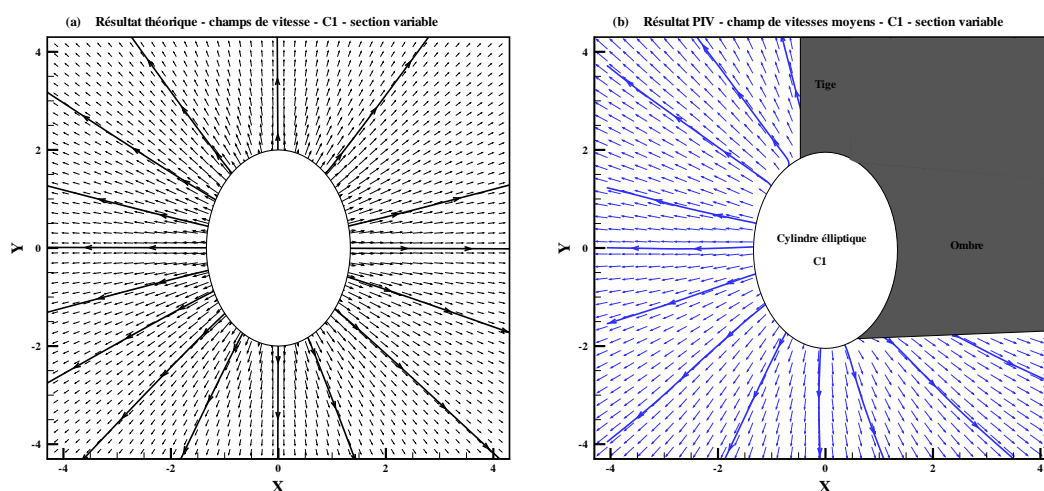 (a) Résultat théorique - champs de vitesse - C1 - section variable
4
2
0
-2
-4
Y
-4 -2 0 2 4
X
(b) Résultat PIV - champ de vitesses moyens - C1 - section variable
4
2
0
-2
-4
Y
Tige
Cylindre élliptique
C1
Ombre
-4 -2 0 2 4
X